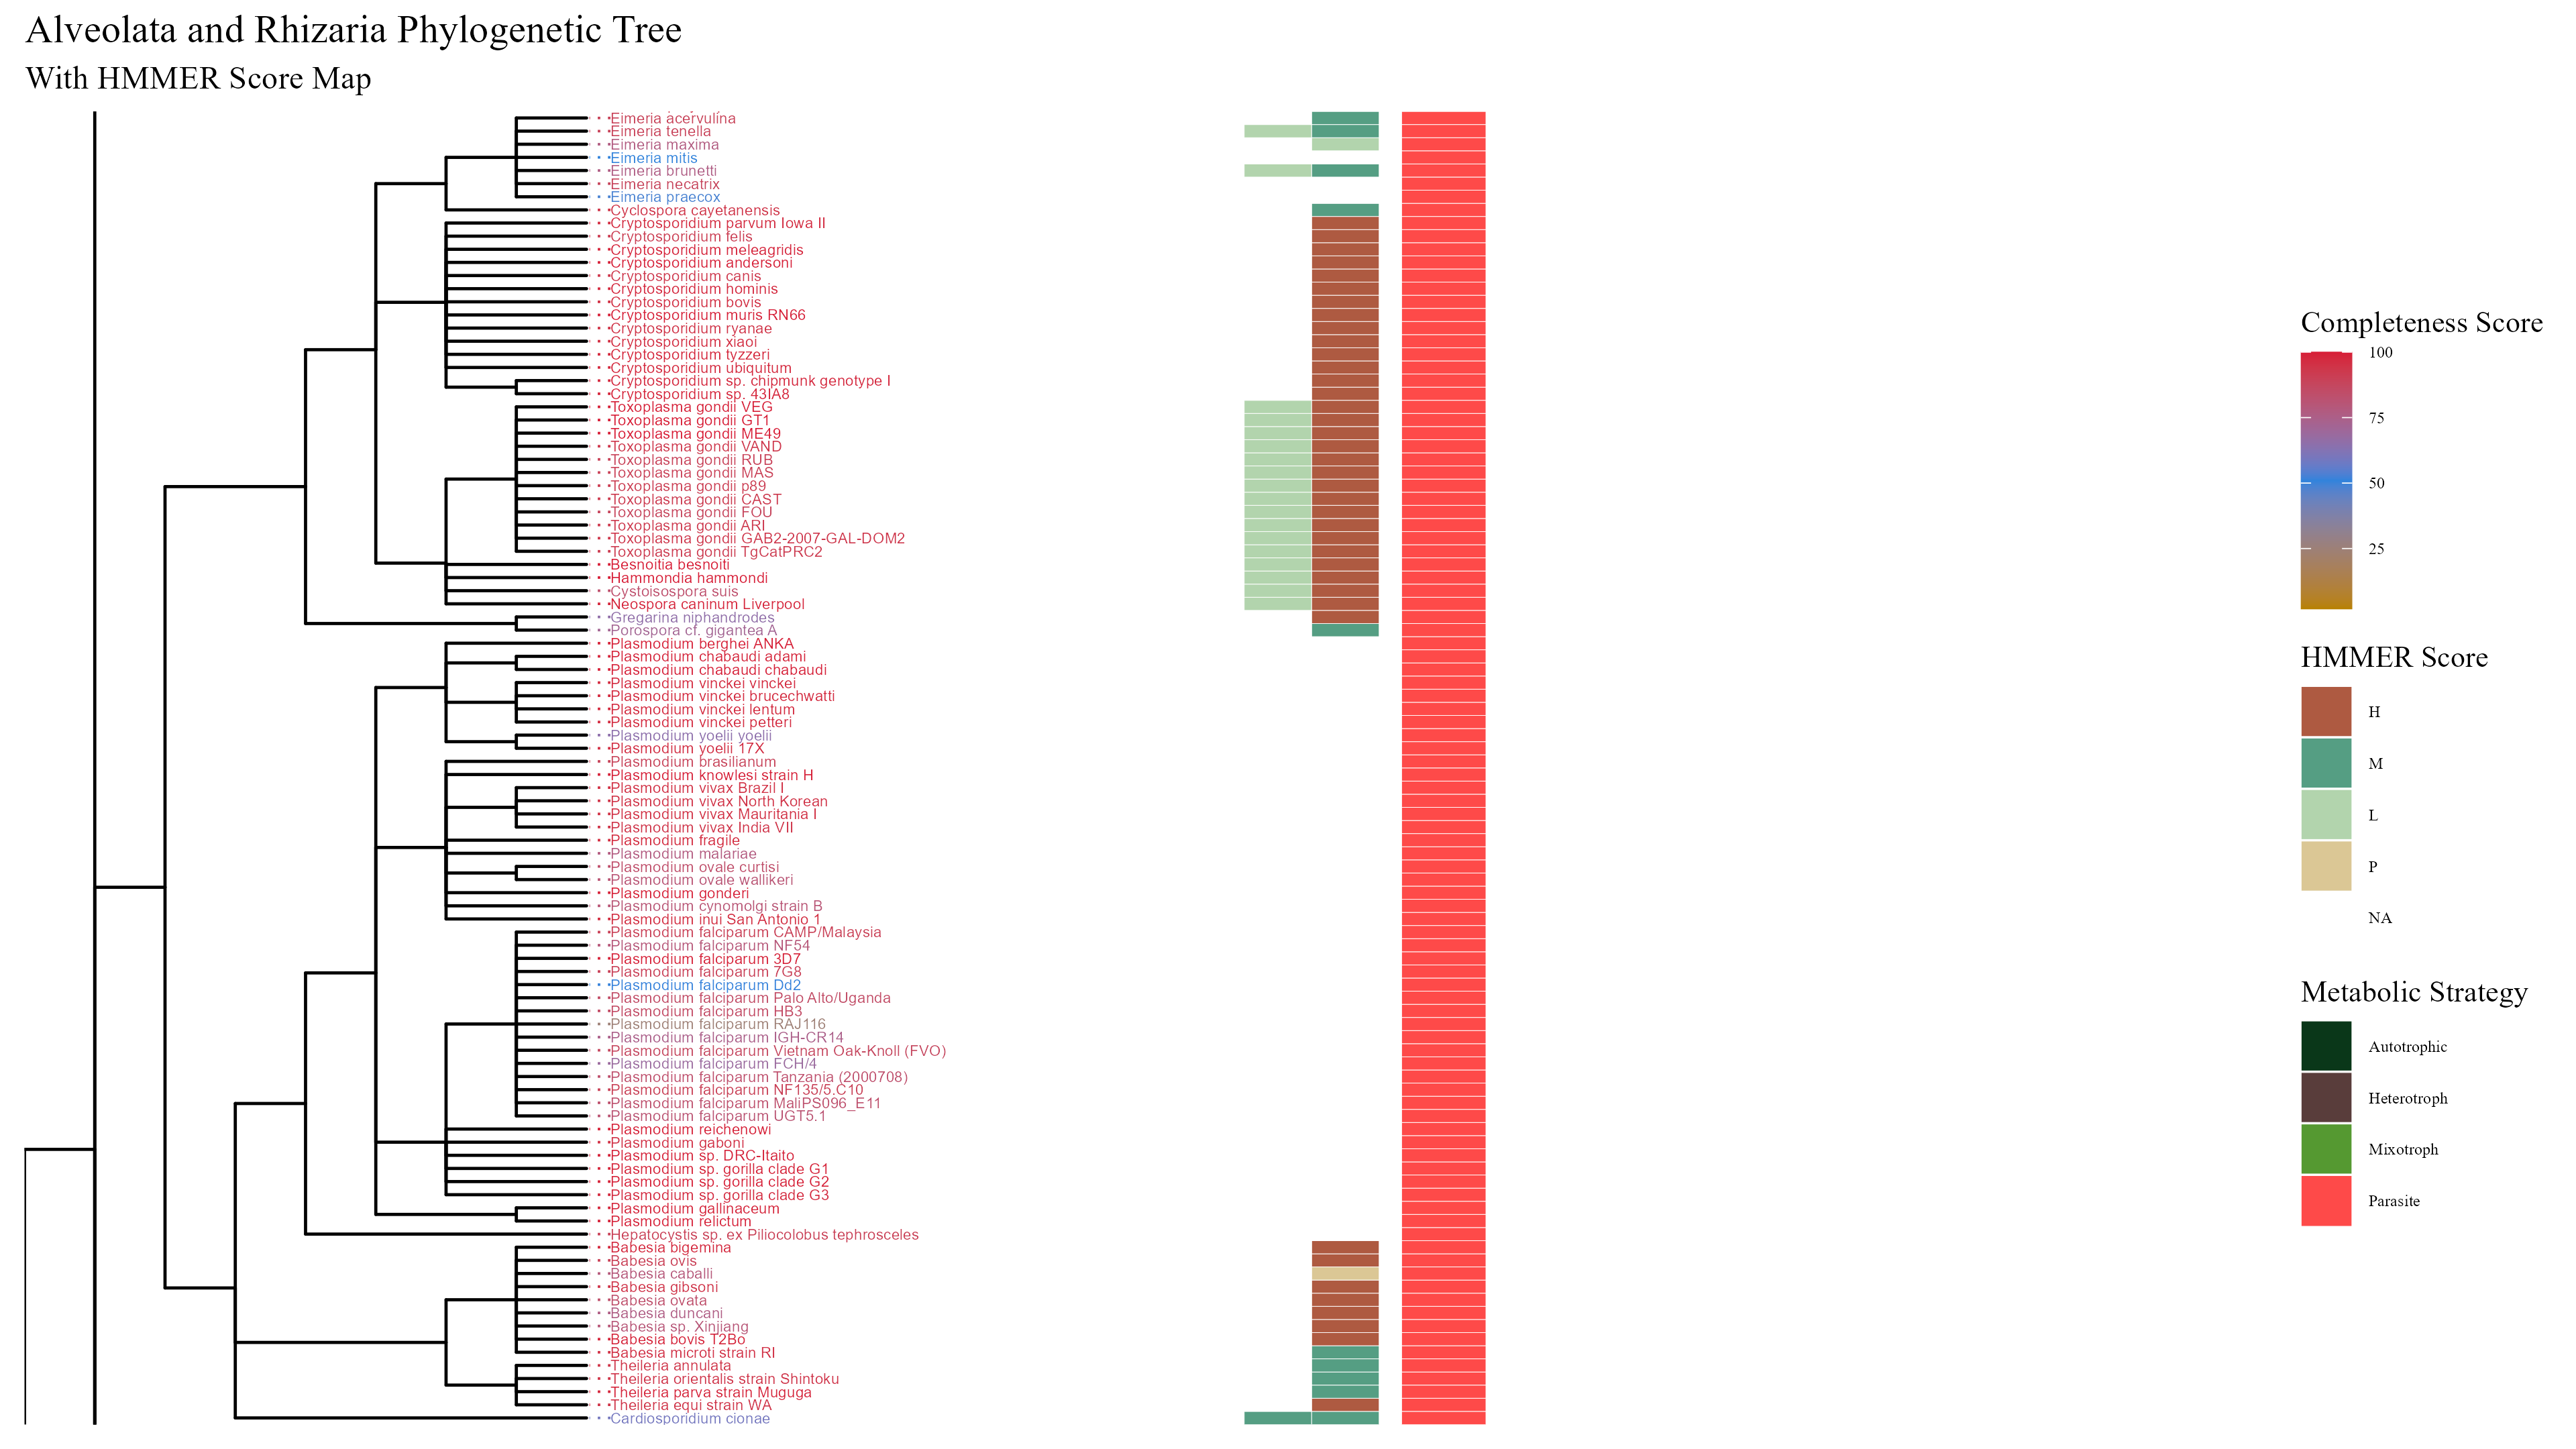 Alveolata and Rhizaria Phylogenetic Tree
With HMMER Score Map
Eimeria acervulina
Eimeria tenella
Eimeria maxima
Eimeria mitis
Eimeria brunetti
Eimeria necatrix
Eimeria praecox
Cyclospora cayetanensis
Cryptosporidium parvum Iowa II
Cryptosporidium felis
Cryptosporidium meleagridis
Cryptosporidium andersoni
Cryptosporidium canis
Cryptosporidium hominis
Cryptosporidium bovis
Cryptosporidium muris RN66
Cryptosporidium ryanae
Cryptosporidium xiaoi
Cryptosporidium tyzzeri
Cryptosporidium ubiquitum
Cryptosporidium sp. chipmunk genotype I
Cryptosporidium sp. 43IA8
Toxoplasma gondii VEG
Toxoplasma gondii GT1
Toxoplasma gondii ME49
Toxoplasma gondii VAND
Toxoplasma gondii RUB
Toxoplasma gondii MAS
Toxoplasma gondii p89
Toxoplasma gondii CAST
Toxoplasma gondii FOU
Toxoplasma gondii ARI
Toxoplasma gondii GAB2-2007-GAL-DOM2
Toxoplasma gondii TgCatPRC2
Besnoitia besnoiti
Hammondia hammondi
Cystoisospora suis
Neospora caninum Liverpool
Gregarina niphandrodes
Porospora cf. gigantea A
Plasmodium berghei ANKA
Plasmodium chabaudi adami
Plasmodium chabaudi chabaudi
Plasmodium vinckei vinckei
Plasmodium vinckei brucechwatti
Plasmodium vinckei lentum
Plasmodium vinckei petteri
Plasmodium yoelii yoelii
Plasmodium yoelii 17X
Plasmodium brasilianum
Plasmodium knowlesi strain H
Plasmodium vivax Brazil I
Plasmodium vivax North Korean
Plasmodium vivax Mauritania I
Plasmodium vivax India VII
Plasmodium fragile
Plasmodium malariae
Plasmodium ovale curtisi
Plasmodium ovale wallikeri
Plasmodium gonderi
Plasmodium cynomolgi strain B
Plasmodium inui San Antonio 1
Plasmodium falciparum CAMP/Malaysia
Plasmodium falciparum NF54
Plasmodium falciparum 3D7
Plasmodium falciparum 7G8
Plasmodium falciparum Dd2
Plasmodium falciparum Palo Alto/Uganda
Plasmodium falciparum HB3
Plasmodium falciparum RAJ116
Plasmodium falciparum IGH-CR14
Plasmodium falciparum Vietnam Oak-Knoll (FVO)
Plasmodium falciparum FCH/4
Plasmodium falciparum Tanzania (2000708)
Plasmodium falciparum NF135/5.C10
Plasmodium falciparum MaliPS096_E11
Plasmodium falciparum UGT5.1
Plasmodium reichenowi
Plasmodium gaboni
Plasmodium sp. DRC-Itaito
Plasmodium sp. gorilla clade G1
Plasmodium sp. gorilla clade G2
Plasmodium sp. gorilla clade G3
Plasmodium gallinaceum
Plasmodium relictum
Hepatocystis sp. ex Piliocolobus tephrosceles
Babesia bigemina
Babesia ovis
Babesia caballi
Babesia gibsoni
Babesia ovata
Babesia duncani
Babesia sp. Xinjiang
Babesia bovis T2Bo
Babesia microti strain RI
Theileria annulata
Theileria orientalis strain Shintoku
Theileria parva strain Muguga
Theileria equi strain WA
Cardiosporidium cionae
Completeness Score
100
75
50
25
HMMER Score
H
M
L
P
NA
Metabolic Strategy
Autotrophic
Heterotroph
Mixotroph
Parasite